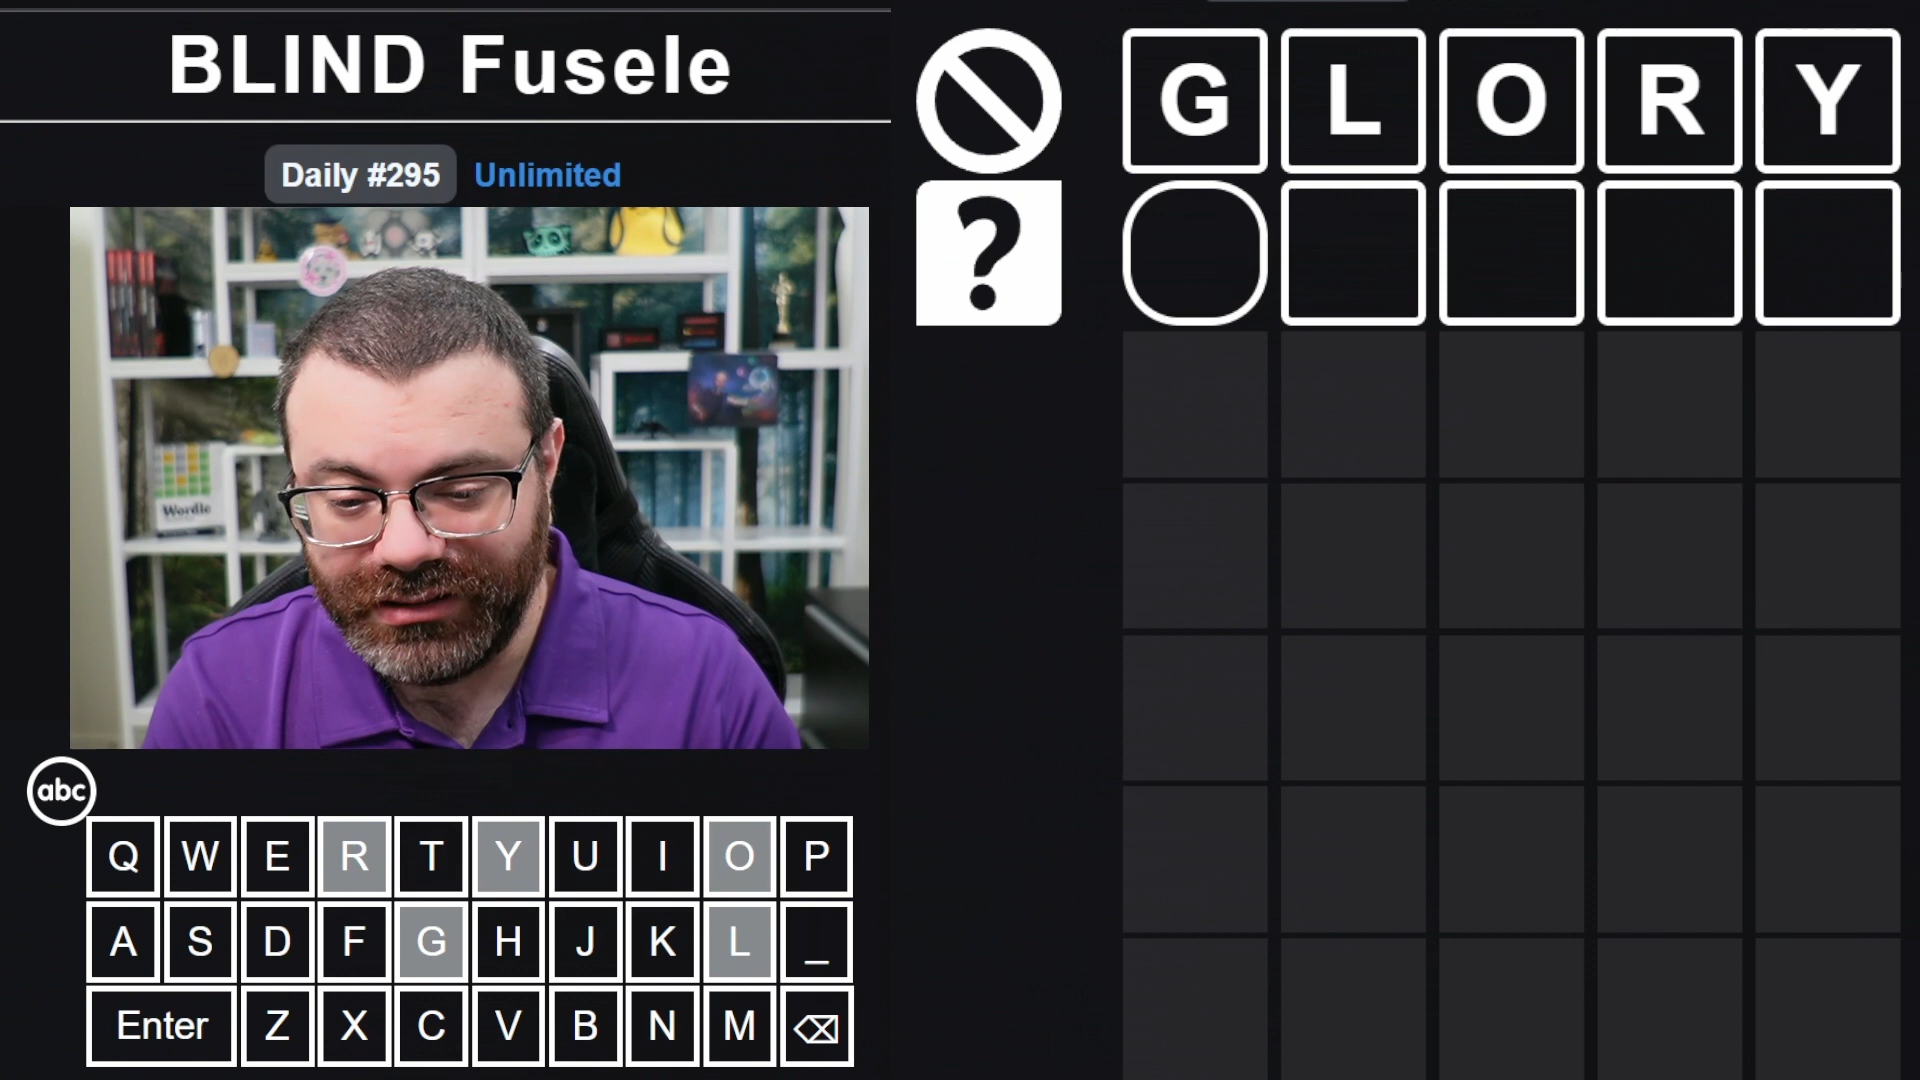 BLIND Fusele
Daily #295 Unlimited
G L O R Y
?
Wordle
abc
Q W E R T Y U I O P
A S D F G H J K L _
Enter Z X C V B N M ⌫